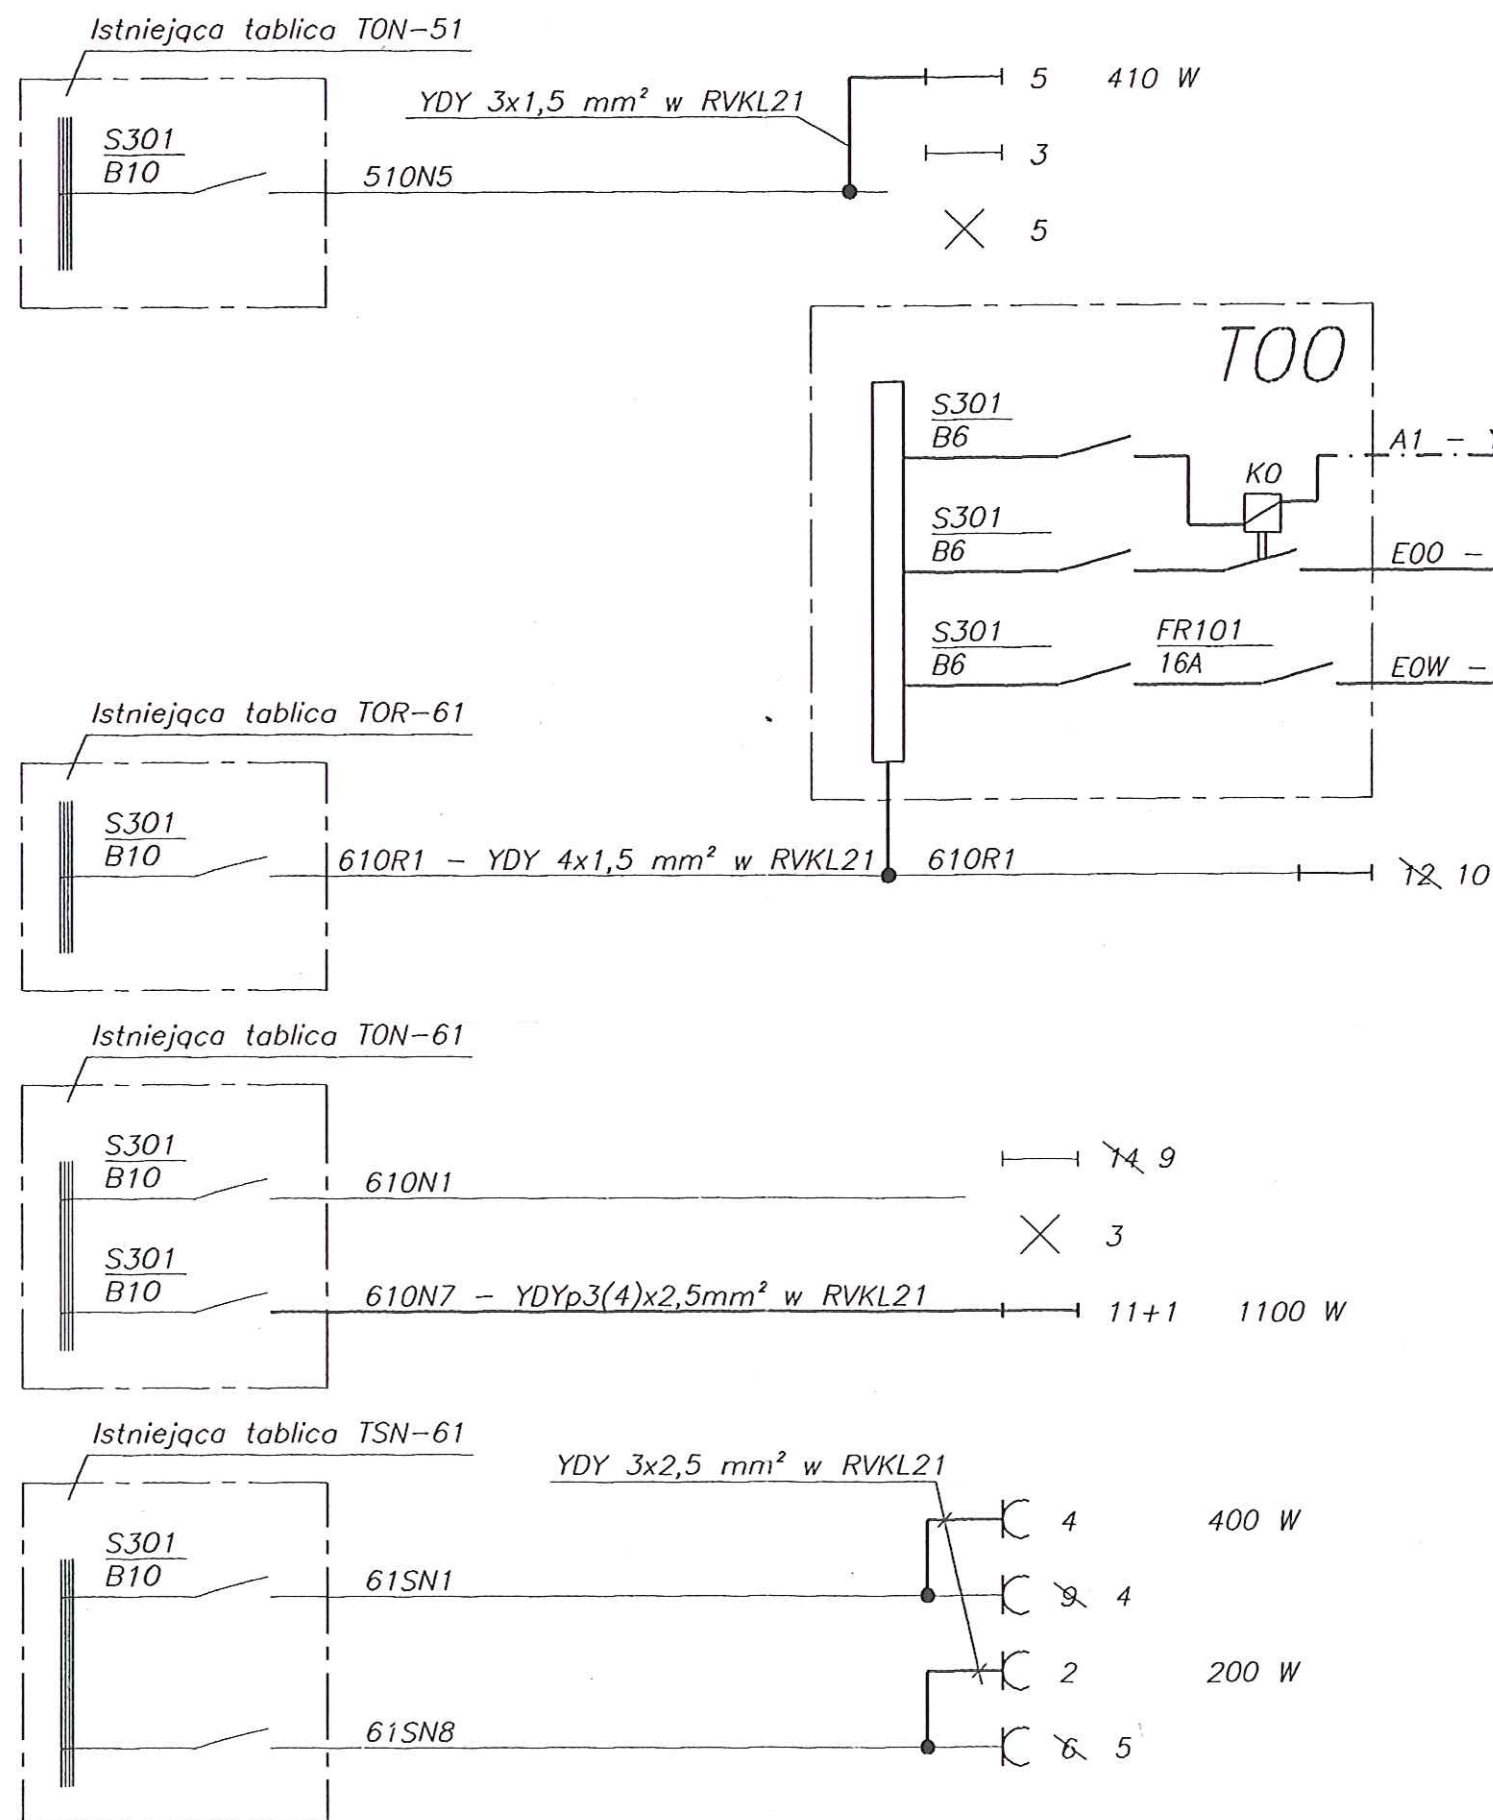 Istniejąca tablica TON-51
5 410 W
YDY 3x1,5 mm² w RVKL21
S301
B10
510N5
3
5
TOO
S301
B6
A1 -
K0
S301
B6
E00 -
S301
B6
FR101
16A
E0W -
Istniejąca tablica TOR-61
S301
B10
610R1 - YDY 4x1,5 mm² w RVKL21
610R1
12 10
Istniejąca tablica TON-61
S301
B10
610N1
14 9
3
S301
B10
610N7 - YDYp3(4)x2,5mm² w RVKL21
11+1 1100 W
Istniejąca tablica TSN-61
YDY 3x2,5 mm² w RVKL21
4 400 W
S301
B10
61SN1
9 4
2 200 W
61SN8
6 5